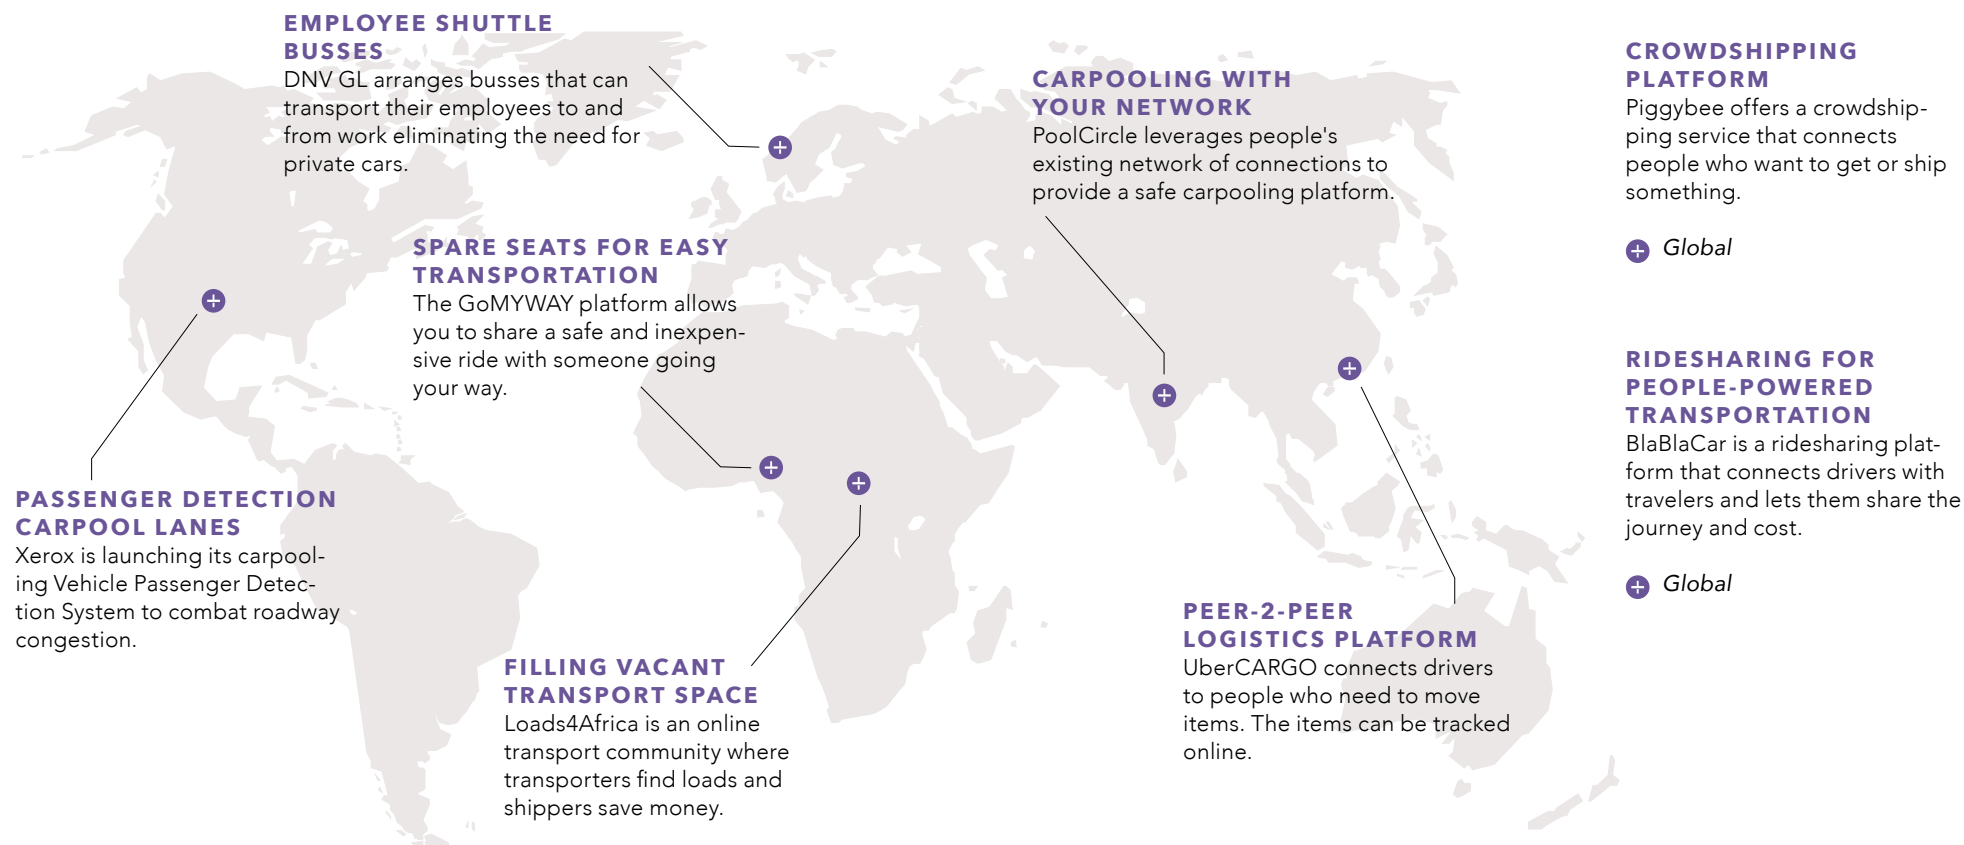 EMPLOYEE SHUTTLE
BUSSES
DNV GL arranges busses that can
transport their employees to and
from work eliminating the need for
private cars.
CARPOOLING WITH
YOUR NETWORK
PoolCircle leverages people's
existing network of connections to
provide a safe carpooling platform.
CROWDSHIPPING
PLATFORM
Piggybee offers a crowdship-
ping service that connects
people who want to get or ship
something.
Global
SPARE SEATS FOR EASY
TRANSPORTATION
The GoMYWAY platform allows
you to share a safe and inexpen-
sive ride with someone going
your way.
RIDESHARING FOR
PEOPLE-POWERED
TRANSPORTATION
BlaBlaCar is a ridesharing plat-
form that connects drivers with
travelers and lets them share the
journey and cost.
Global
PASSENGER DETECTION
CARPOOL LANES
Xerox is launching its carpool-
ing Vehicle Passenger Detec-
tion System to combat roadway
congestion.
FILLING VACANT
TRANSPORT SPACE
Loads4Africa is an online
transport community where
transporters find loads and
shippers save money.
PEER-2-PEER
LOGISTICS PLATFORM
UberCARGO connects drivers
to people who need to move
items. The items can be tracked
online.